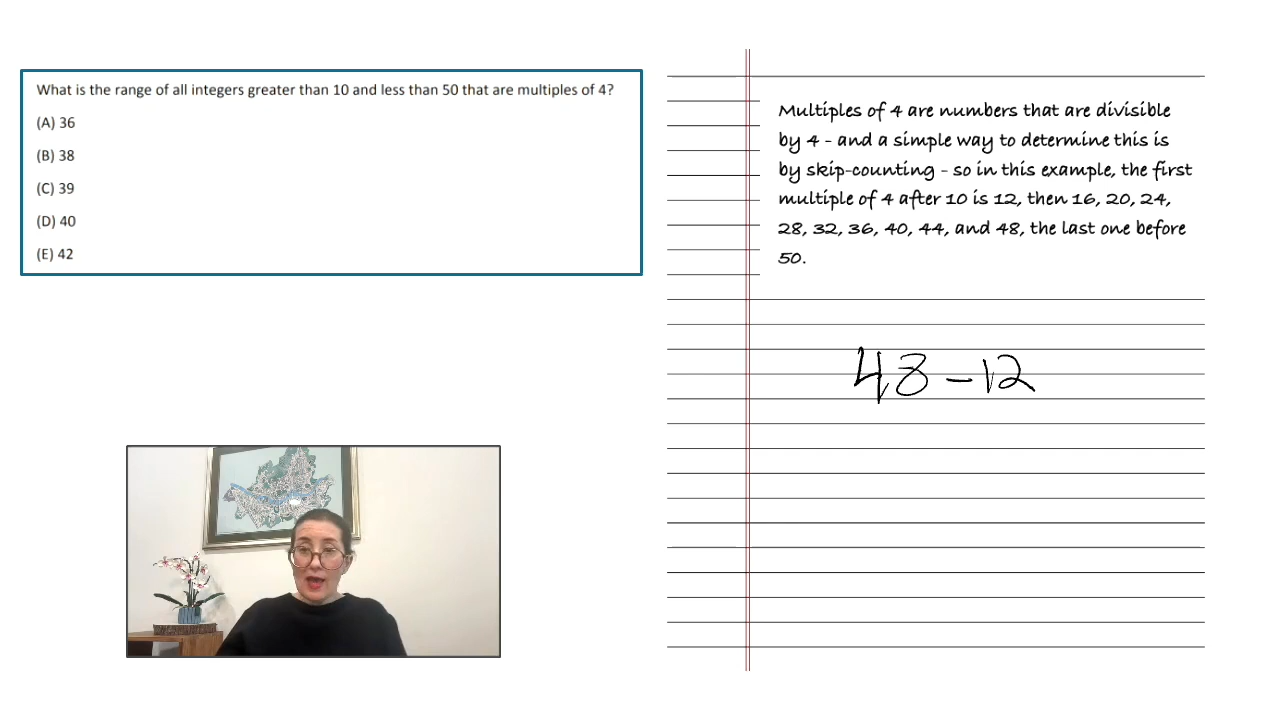 What is the range of all integers greater than 10 and less than 50 that are multiples of 4?
(A) 36
(B) 38
(C) 39
(D) 40
(E) 42
Multiples of 4 are numbers that are divisible
by 4 - and a simple way to determine this is
by skip-counting - so in this example, the first
multiple of 4 after 10 is 12, then 16, 20, 24,
28, 32, 36, 40, 44, and 48, the last one before
50.
48 - 12